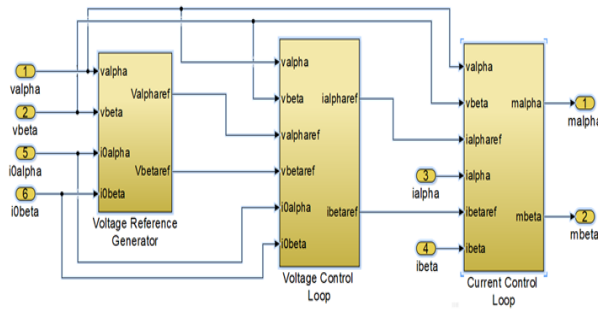 1
valpha
2
vbeta
5
i0alpha
6
i0beta
valpha
vbeta
i0alpha
i0beta
Valpharef
Vbetaref
Voltage Reference
Generator
valpha
vbeta
valpharef
vbetaref
i0alpha
i0beta
ialpharef
ibetaref
Voltage Control
Loop
3
ialpha
4
ibeta
valpha
vbeta
ialpharef
ialpha
ibetaref
ibeta
malpha
mbeta
Current Control
Loop
1
malpha
2
mbeta